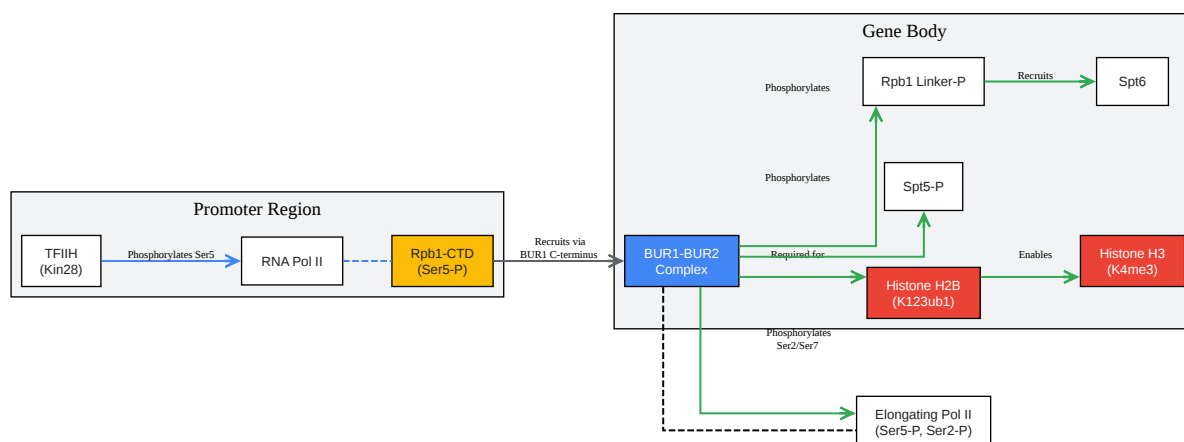 Gene Body
Phosphorylates
Rpb1 Linker-P
Recruits
Spt6
Phosphorylates
Spt5-P
Promoter Region
TFIIH
(Kin28)
Phosphorylates Ser5
RNA Pol II
Rpb1-CTD
(Ser5-P)
Recruits via
BUR1 C-terminus
BUR1-BUR2
Complex
Required for
Histone H2B
(K123ub1)
Enables
Histone H3
(K4me3)
Phosphorylates
Ser2/Ser7
Elongating Pol II
(Ser5-P, Ser2-P)